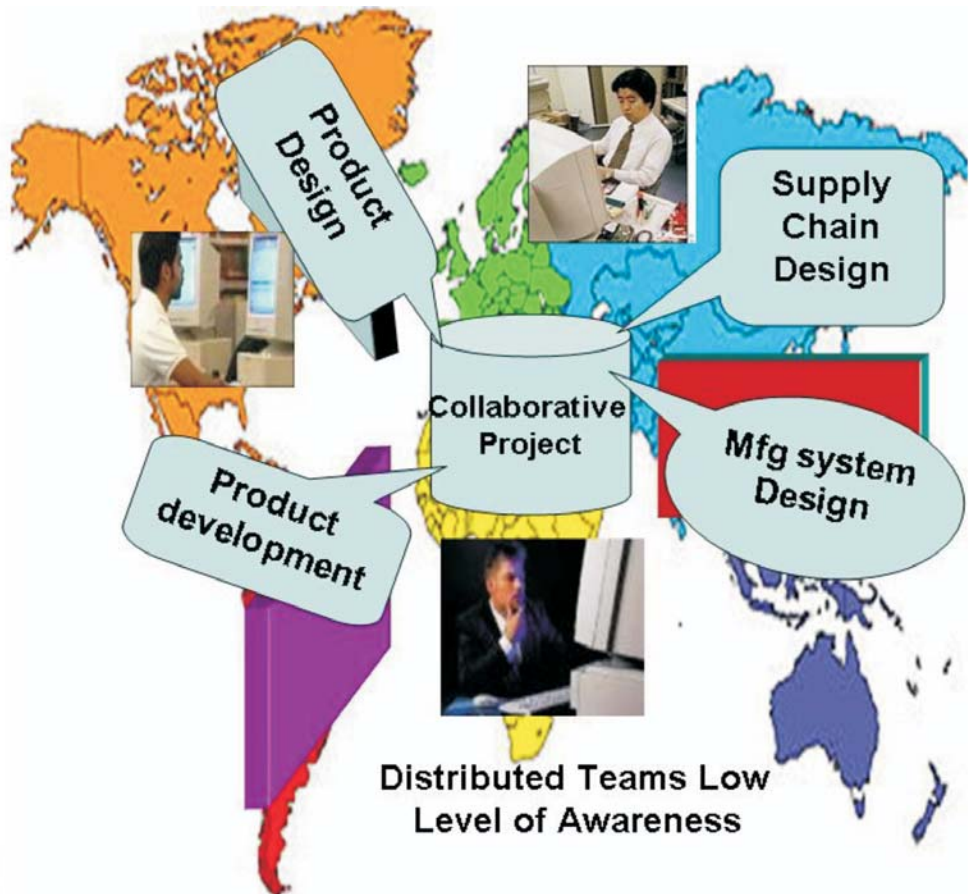 Product
Design
Supply
Chain
Design
Collaborative
Project
Mfg system
Design
Product
development
Distributed Teams Low
Level of Awareness